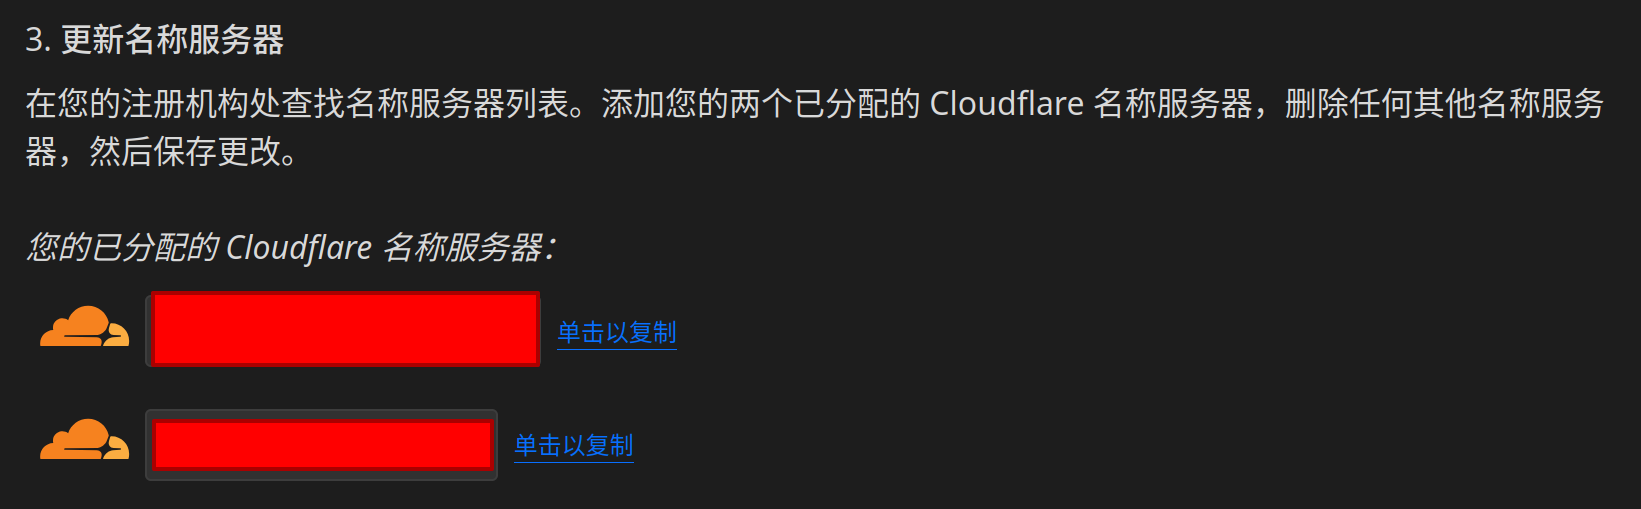 3. 更新名称服务器
在您的注册机构处查找名称服务器列表。添加您的两个已分配的 Cloudflare 名称服务器，删除任何其他名称服务
器，然后保存更改。
您的已分配的 Cloudflare 名称服务器：
单击以复制
单击以复制